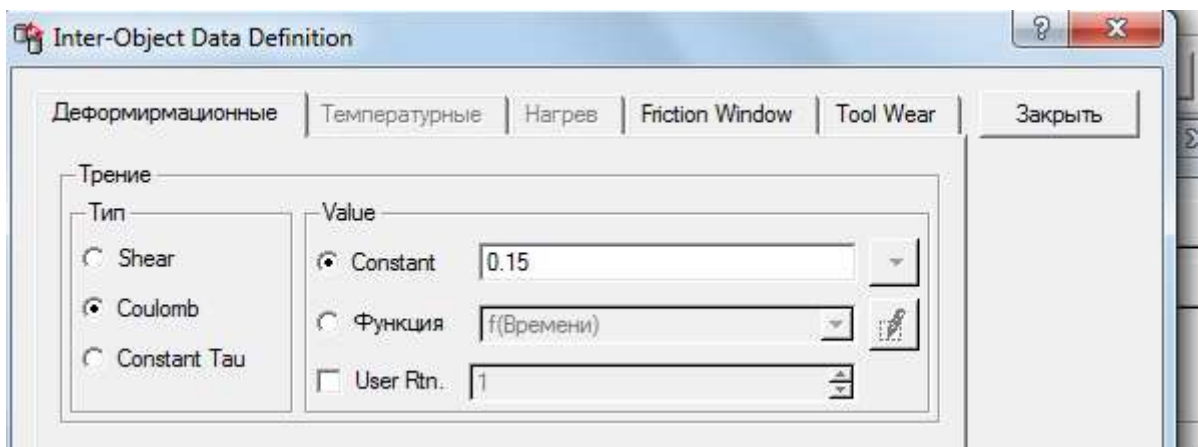 Inter-Object Data Definition
Деформирмационные Температурные Нагрев Friction Window Tool Wear Закрыть
Трение
Тип Value
Shear Constant 0.15
Coulomb Функция f(Времени)
Constant Tau User Rtn. 1